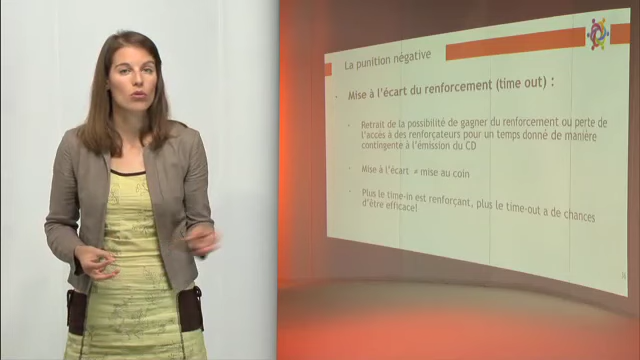 La punition négative
Mise à l'écart du renforcement (time out) :
Retrait de la possibilité de gagner du renforcement ou perte de
l'accès à des renforçateurs pour un temps donné de manière
contingente à l'émission du CD
Mise à l'écart ≠ mise au coin
Plus le time-in est renforçant, plus le time-out a de chances
d'être efficace!